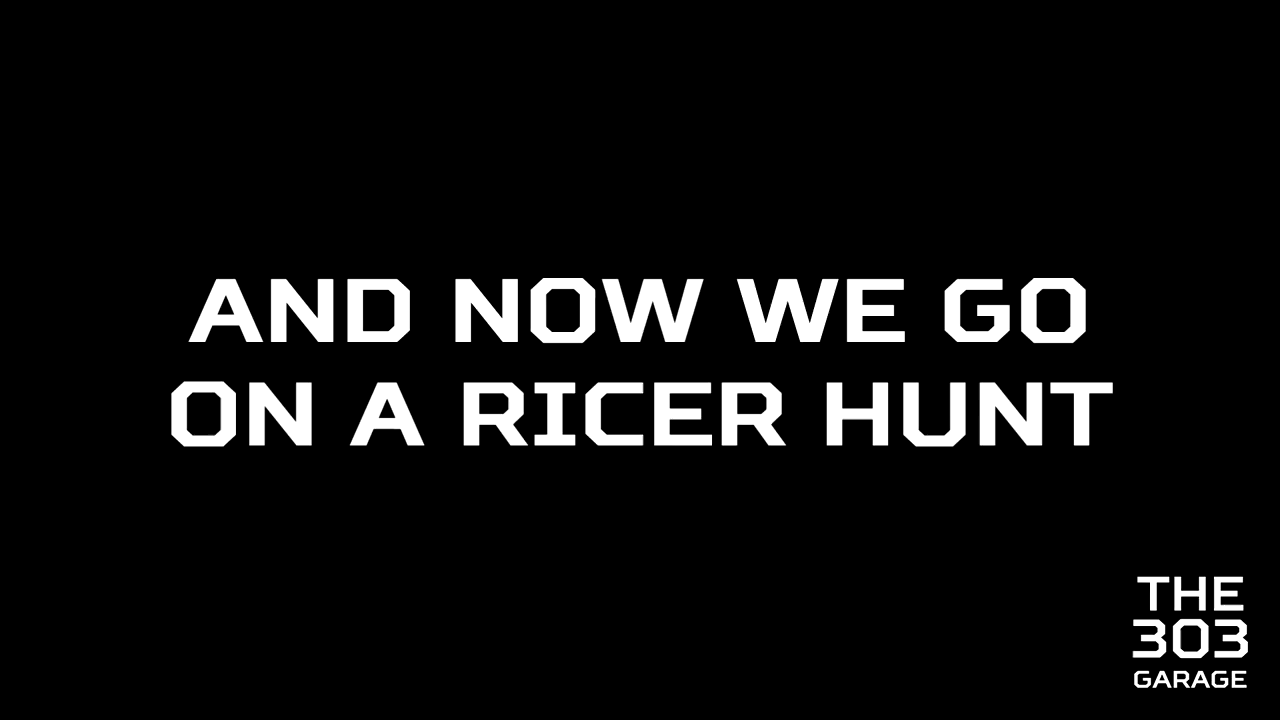 AND NOW WE GO
ON A RICER HUNT
THE
303
GARAGE